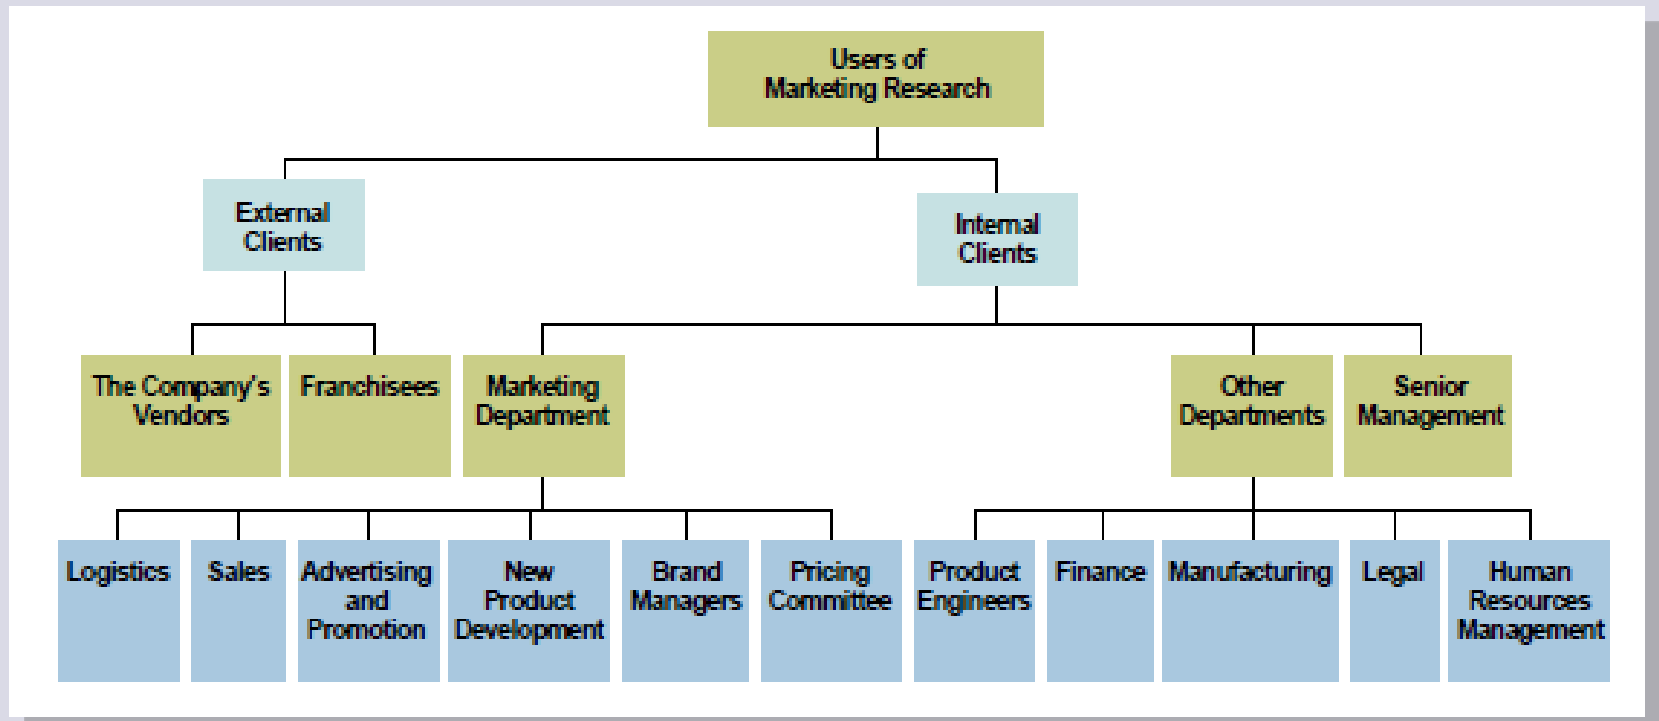 Users of
Marketing Research
External
Clients
Internal
Clients
The Company's
Vendors
Franchisees
Marketing
Department
Other
Departments
Senior
Management
Logistics
Sales
Advertising
and
Promotion
New
Product
Development
Brand
Managers
Pricing
Committee
Product
Engineers
Finance
Manufacturing
Legal
Human
Resources
Management